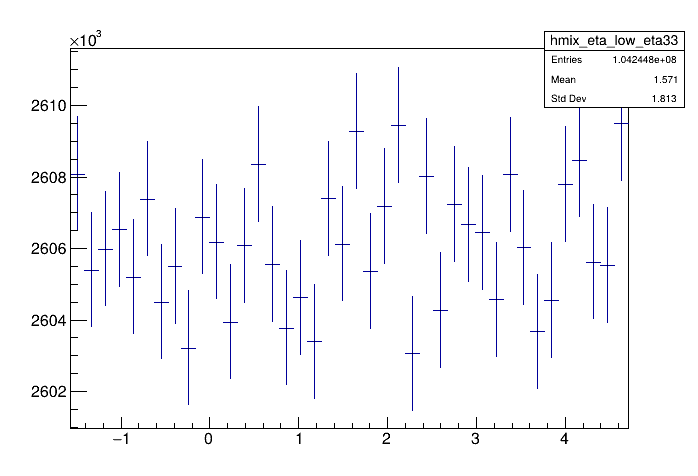 ×10³
hmix_eta_low_eta33
Entries 1.042448e+08
Mean 1.571
Std Dev 1.813
2610
2608
2606
2604
2602
−1 0 1 2 3 4